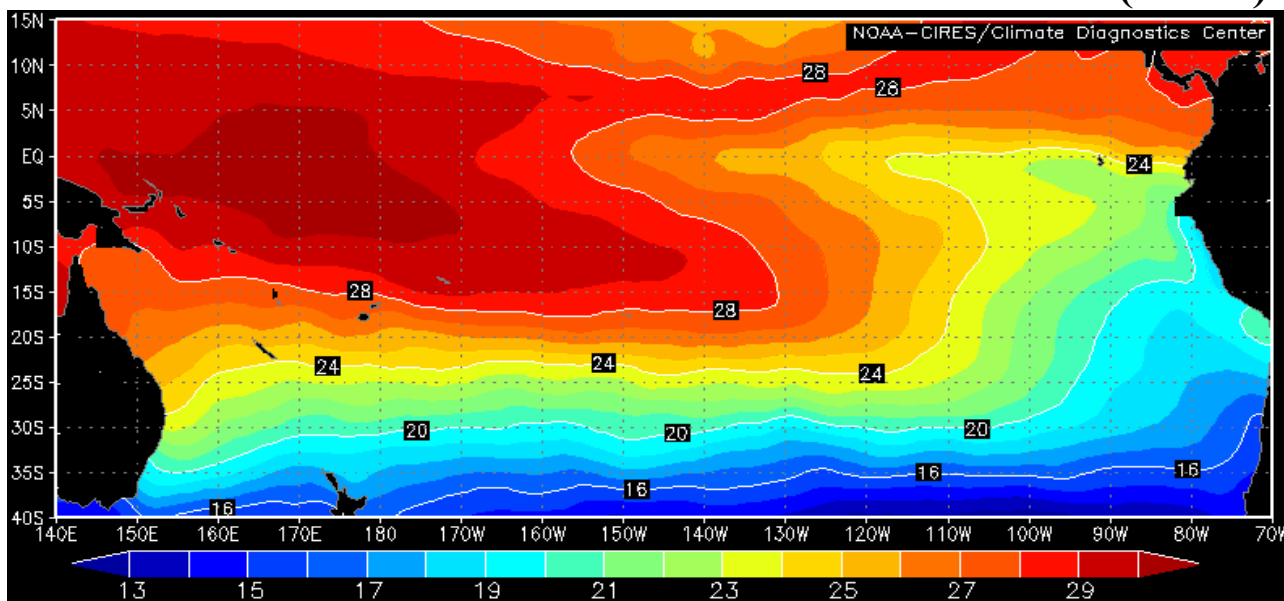 15N
NOAA-CIRES/Climate Diagnostics Center
10N
28
28
5N
EQ
24
5S
10S
15S
28
28
20S
24
24
24
25S
30S
20
20
20
35S
16
16
16
16
40S
140E 150E 160E 170E 180 170W 160W 150W 140W 130W 120W 110W 100W 90W 80W 70W
13 15 17 19 21 23 25 27 29